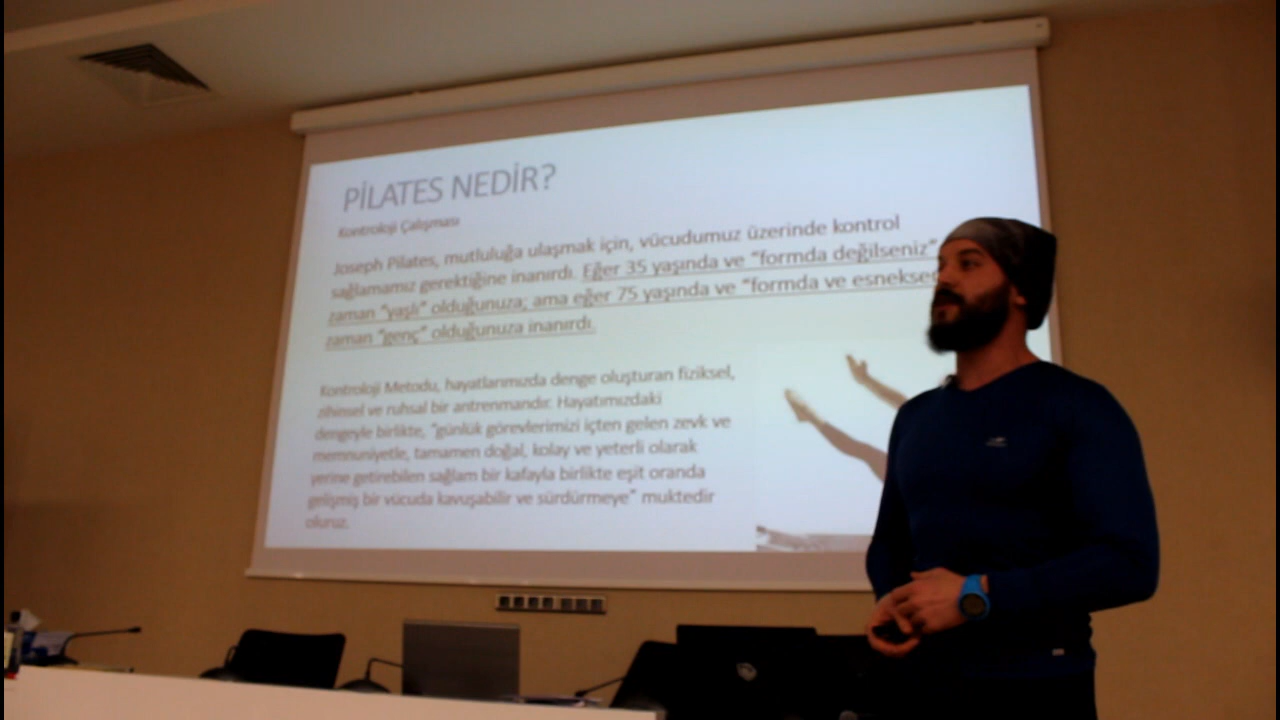 PİLATES NEDİR?
Kontroloji Çalışması
Joseph Pilates, mutluluğa ulaşmak için, vücudumuz üzerinde kontrol
sağlamamız gerektiğine inanırdı. Eğer 35 yaşında ve “formda değilseniz”
zaman “yaşlı” olduğunuza; ama eğer 75 yaşında ve “formda ve esnekse
zaman “genç” olduğunuza inanırdı.
Kontroloji Metodu, hayatlarımızda denge oluşturan fiziksel,
zihinsel ve ruhsal bir antrenmandır. Hayatımızdaki
dengeyle birlikte, “günlük görevlerimizi içten gelen zevk ve
memnuniyetle, tamamen doğal, kolay ve yeterli olarak
yerine getirebilen sağlam bir kafayla birlikte eşit oranda
gelişmiş bir vücuda kavuşabilir ve sürdürmeye” muktedir
oluruz.